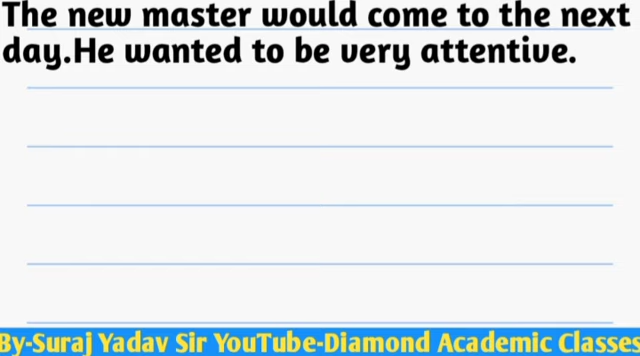 The new master would come to the next
day.He wanted to be very attentive.
By-Suraj Yadav Sir YouTube-Diamond Academic Classes